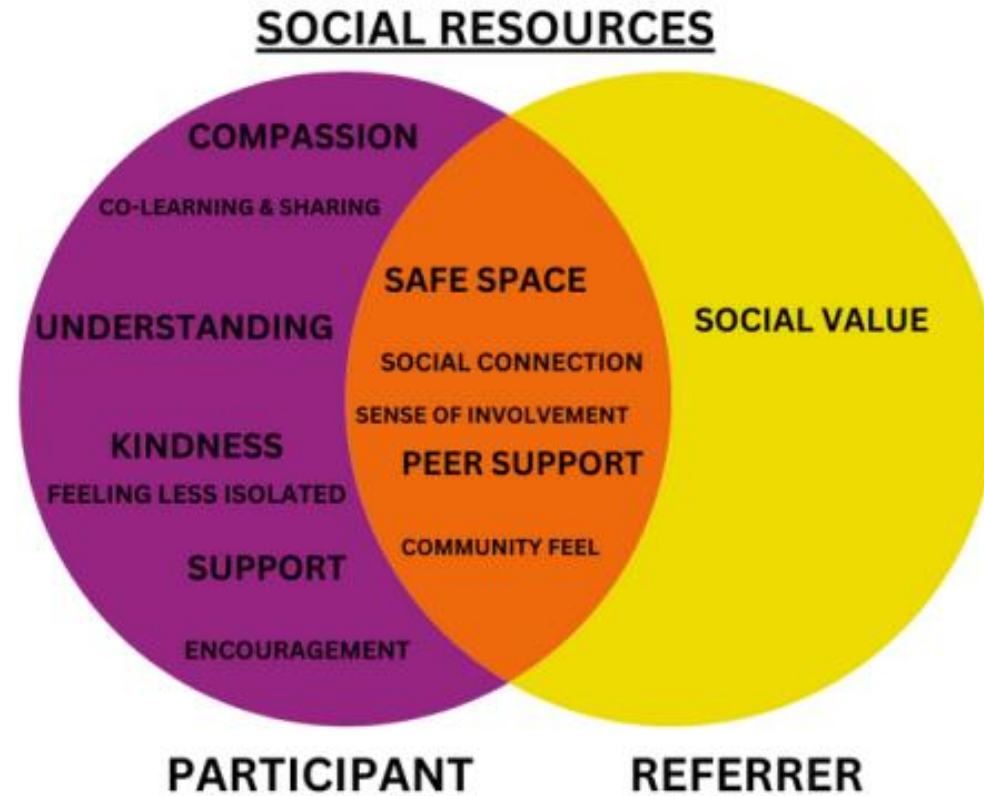 SOCIAL RESOURCES
COMPASSION
CO-LEARNING & SHARING
UNDERSTANDING
KINDNESS
FEELING LESS ISOLATED
SUPPORT
ENCOURAGEMENT
SAFE SPACE
SOCIAL CONNECTION
SENSE OF INVOLVEMENT
PEER SUPPORT
COMMUNITY FEEL
SOCIAL VALUE
PARTICIPANT
REFERRER